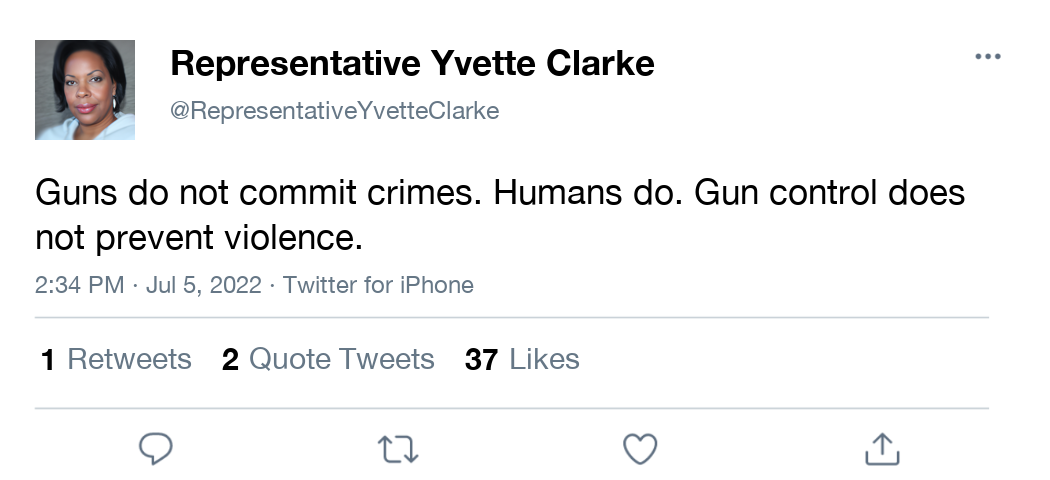 Representative Yvette Clarke
@RepresentativeYvetteClarke
Guns do not commit crimes. Humans do. Gun control does
not prevent violence.
2:34 PM · Jul 5, 2022 · Twitter for iPhone
1 Retweets 2 Quote Tweets 37 Likes